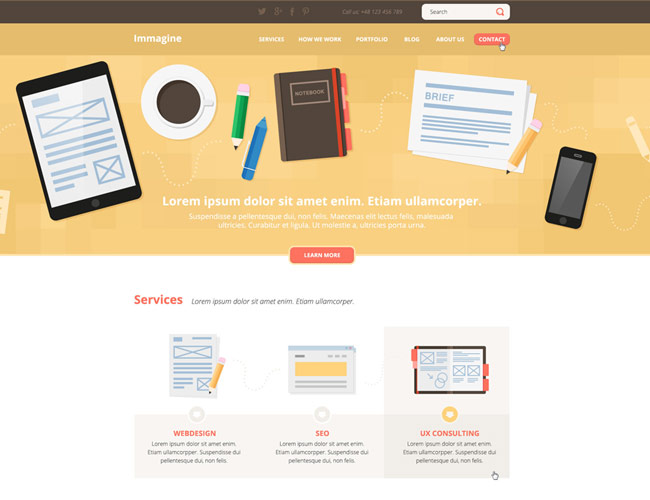 Call us: +48 123 456 789
Search
Immagine
SERVICES HOW WE WORK PORTFOLIO BLOG ABOUT US CONTACT
NOTEBOOK
BRIEF
Lorem ipsum dolor sit amet enim. Etiam ullamcorper.
Suspendisse a pellentesque dui, non felis. Maecenas elit lectus felis, malesuada
ultricies. Curabitur et ligula. Ut molestie a, ultricies porta urna.
LEARN MORE
Services Lorem ipsum dolor sit amet enim. Etiam ullamcorper.
WEBDESIGN
Lorem ipsum dolor sit amet enim.
Etiam ullamcorper. Suspendisse a
pellentesque dui, non felis.
SEO
Lorem ipsum dolor sit amet enim.
Etiam ullamcorper. Suspendisse a
pellentesque dui, non felis.
UX CONSULTING
Lorem ipsum dolor sit amet enim.
Etiam ullamcorper. Suspendisse a
pellentesque dui, non felis.